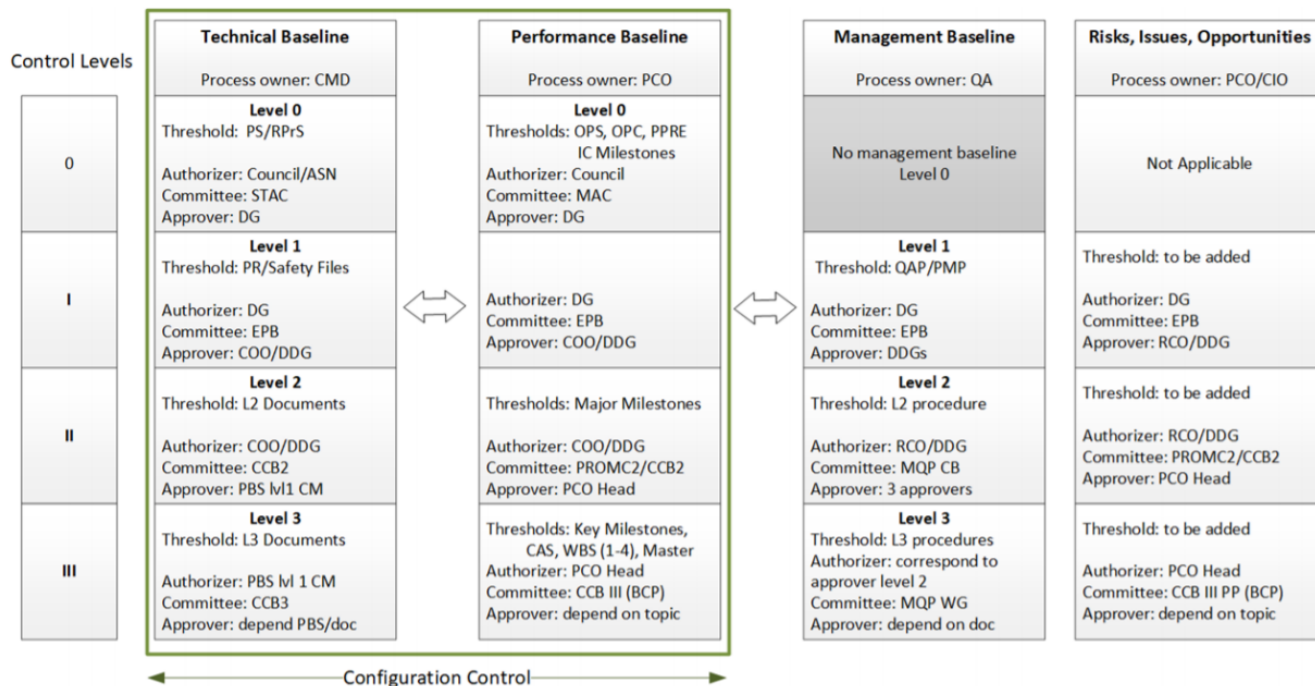 Control Levels
0
I
II
III
Technical Baseline
Process owner: CMD
Level 0
Threshold: PS/RPrS
Authorizer: Council/ASN
Committee: STAC
Approver: DG
Level 1
Threshold: PR/Safety Files
Authorizer: DG
Committee: EPB
Approver: COO/DDG
Level 2
Threshold: L2 Documents
Authorizer: COO/DDG
Committee: CCB2
Approver: PBS lvl1 CM
Level 3
Threshold: L3 Documents
Authorizer: PBS lvl 1 CM
Committee: CCB3
Approver: depend PBS/doc
Performance Baseline
Process owner: PCO
Level 0
Thresholds: OPS, OPC, PPRE
IC Milestones
Authorizer: Council
Committee: MAC
Approver: DG
Authorizer: DG
Committee: EPB
Approver: COO/DDG
Thresholds: Major Milestones
Authorizer: COO/DDG
Committee: PROMC2/CCB2
Approver: PCO Head
Thresholds: Key Milestones,
CAS, WBS (1-4), Master
Authorizer: PCO Head
Committee: CCB III (BCP)
Approver: depend on topic
Management Baseline
Process owner: QA
No management baseline
Level 0
Level 1
Threshold: QAP/PMP
Authorizer: DG
Committee: EPB
Approver: DDGs
Level 2
Threshold: L2 procedure
Authorizer: RCO/DDG
Committee: MQP CB
Approver: 3 approvers
Level 3
Threshold: L3 procedures
Authorizer: correspond to
approver level 2
Committee: MQP WG
Approver: depend on doc
Risks, Issues, Opportunities
Process owner: PCO/CIO
Not Applicable
Threshold: to be added
Authorizer: DG
Committee: EPB
Approver: RCO/DDG
Threshold: to be added
Authorizer: RCO/DDG
Committee: PROMC2/CCB2
Approver: PCO Head
Threshold: to be added
Authorizer: PCO Head
Committee: CCB III PP (BCP)
Approver: depend on topic
Configuration Control